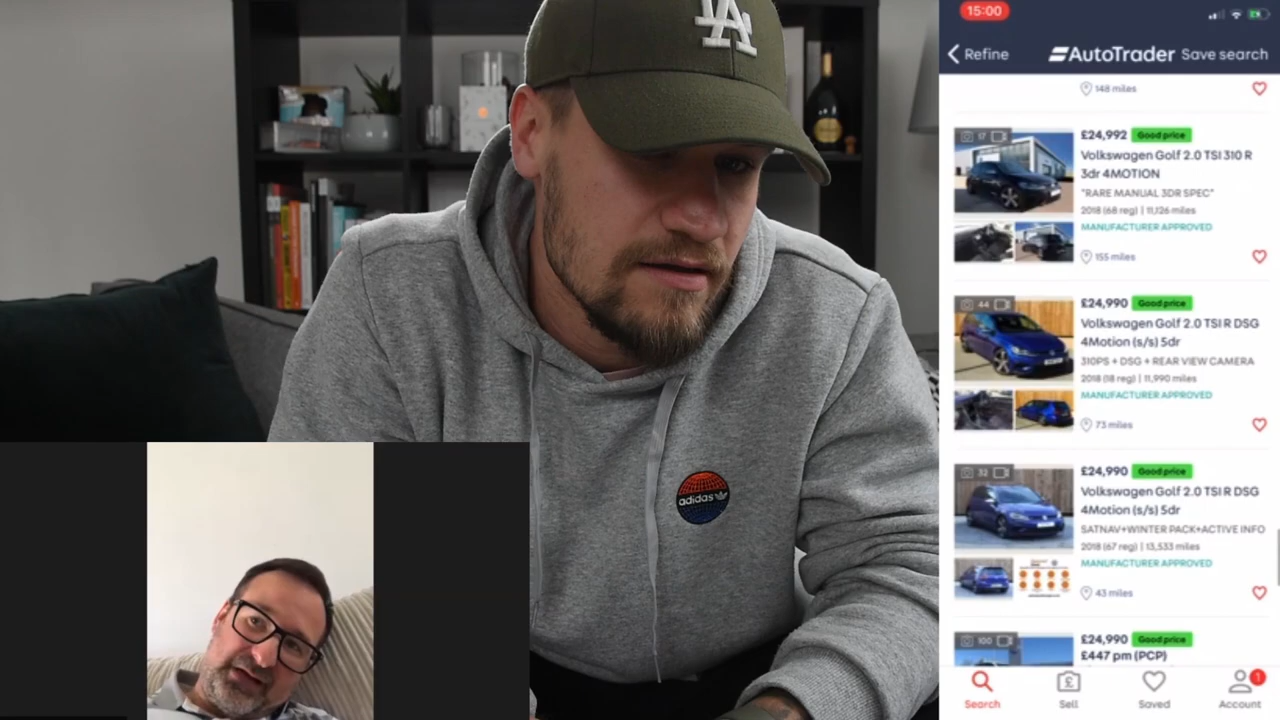 LA
adidas
15:00
Refine
AutoTrader
Save search
148 miles
17
£24,992 Good price
Volkswagen Golf 2.0 TSI 310 R
3dr 4MOTION
"RARE MANUAL 3DR SPEC"
2018 (68 reg) | 11,126 miles
MANUFACTURER APPROVED
155 miles
44
£24,990 Good price
Volkswagen Golf 2.0 TSI R DSG
4Motion (s/s) 5dr
310PS + DSG + REAR VIEW CAMERA
2018 (18 reg) | 11,990 miles
MANUFACTURER APPROVED
73 miles
32
£24,990 Good price
Volkswagen Golf 2.0 TSI R DSG
4Motion (s/s) 5dr
SATNAV+WINTER PACK+ACTIVE INFO
2018 (67 reg) | 13,533 miles
MANUFACTURER APPROVED
43 miles
100
£24,990 Good price
£447 pm (PCP)
Search
Sell
Saved
Account
1